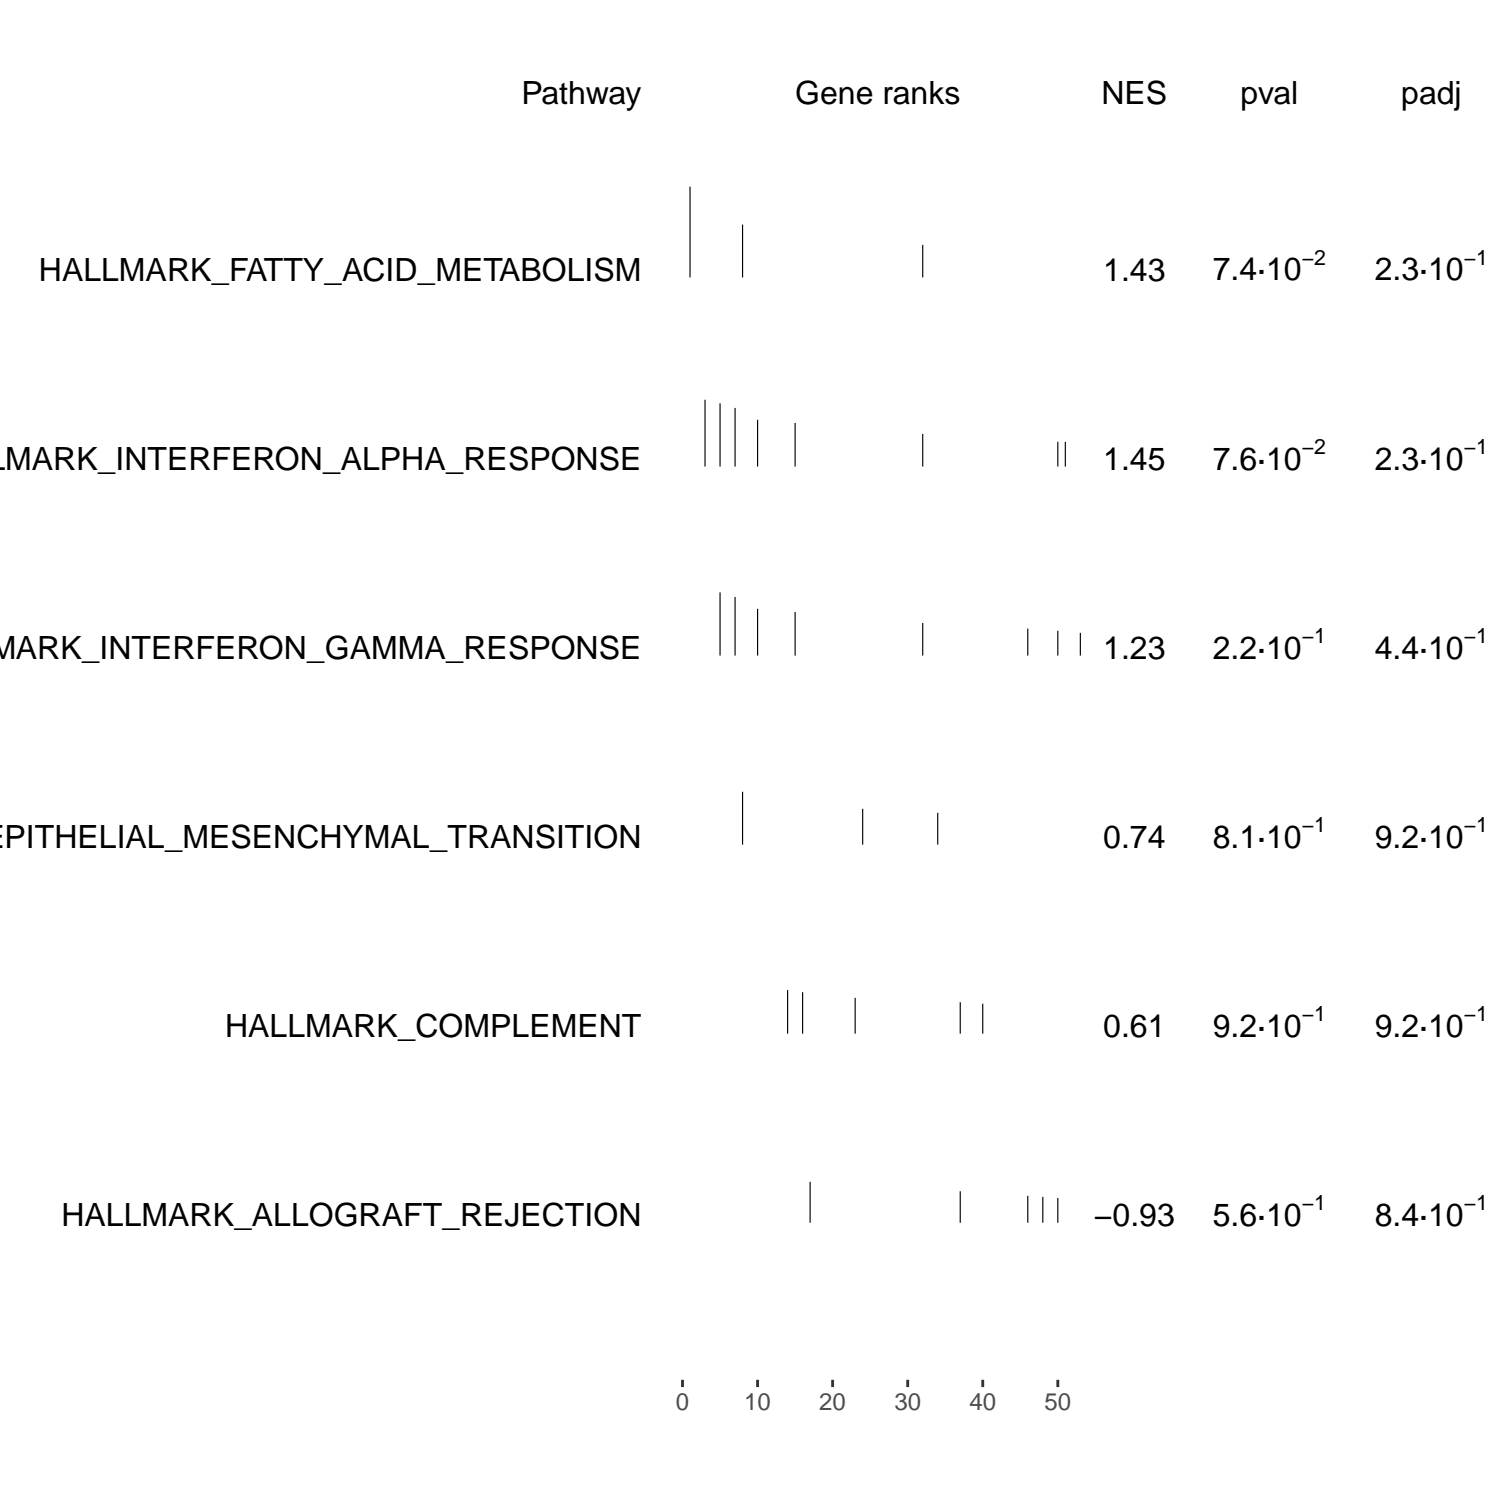 Pathway Gene ranks NES pval padj
HALLMARK_FATTY_ACID_METABOLISM 1.43 7.4·10⁻² 2.3·10⁻¹
LMARK_INTERFERON_ALPHA_RESPONSE 1.45 7.6·10⁻² 2.3·10⁻¹
MARK_INTERFERON_GAMMA_RESPONSE 1.23 2.2·10⁻¹ 4.4·10⁻¹
EPITHELIAL_MESENCHYMAL_TRANSITION 0.74 8.1·10⁻¹ 9.2·10⁻¹
HALLMARK_COMPLEMENT 0.61 9.2·10⁻¹ 9.2·10⁻¹
HALLMARK_ALLOGRAFT_REJECTION −0.93 5.6·10⁻¹ 8.4·10⁻¹
0 10 20 30 40 50